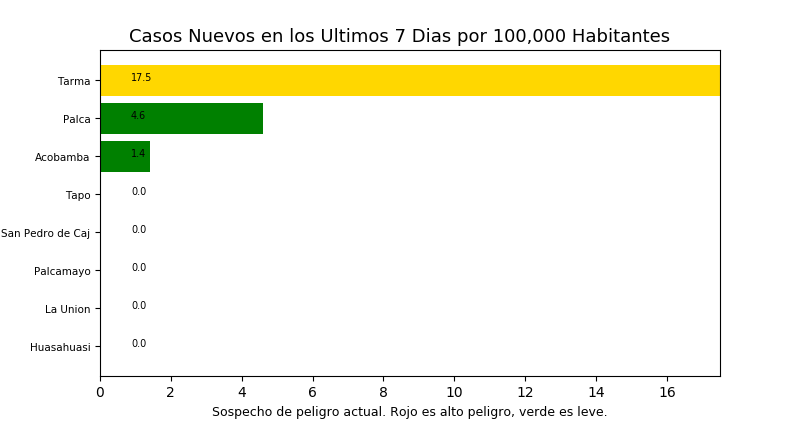 Casos Nuevos en los Ultimos 7 Dias por 100,000 Habitantes
Tarma 17.5
Palca 4.6
Acobamba 1.4
Tapo 0.0
San Pedro de Caj 0.0
Palcamayo 0.0
La Union 0.0
Huasahuasi 0.0
0 2 4 6 8 10 12 14 16
Sospecho de peligro actual. Rojo es alto peligro, verde es leve.